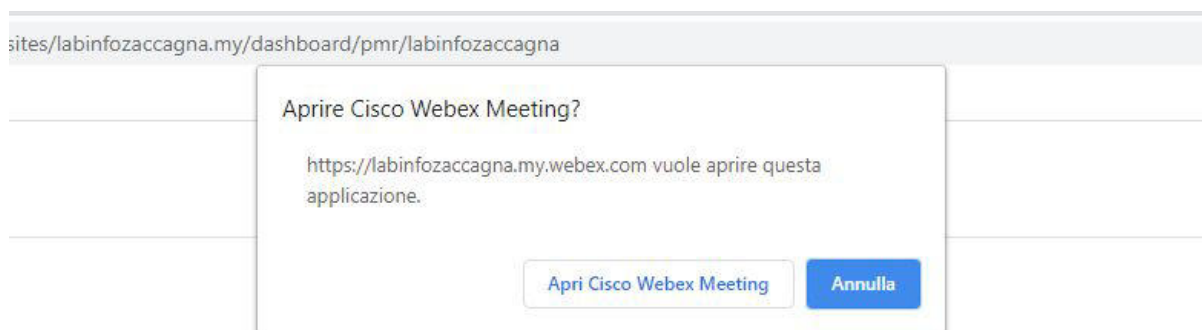 sites/labinfozaccagna.my/dashboard/pmr/labinfozaccagna
Aprire Cisco Webex Meeting?
https://labinfozaccagna.my.webex.com vuole aprire questa
applicazione.
Apri Cisco Webex Meeting
Annulla